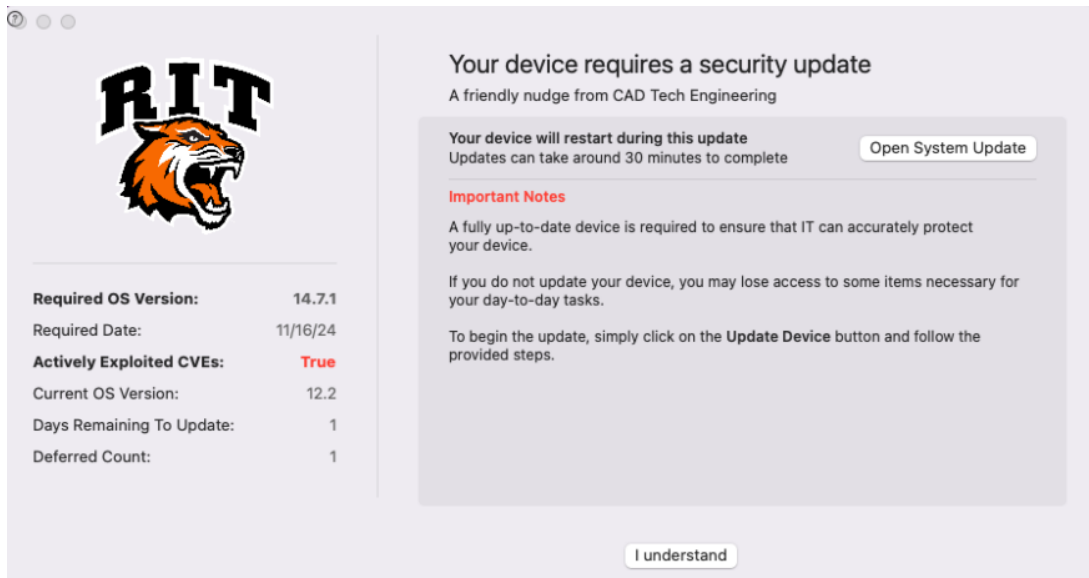 RIT
Required OS Version: 14.7.1
Required Date: 11/16/24
Actively Exploited CVEs: True
Current OS Version: 12.2
Days Remaining To Update: 1
Deferred Count: 1
Your device requires a security update
A friendly nudge from CAD Tech Engineering
Your device will restart during this update
Updates can take around 30 minutes to complete
Open System Update
Important Notes
A fully up-to-date device is required to ensure that IT can accurately protect
your device.
If you do not update your device, you may lose access to some items necessary for
your day-to-day tasks.
To begin the update, simply click on the Update Device button and follow the
provided steps.
I understand